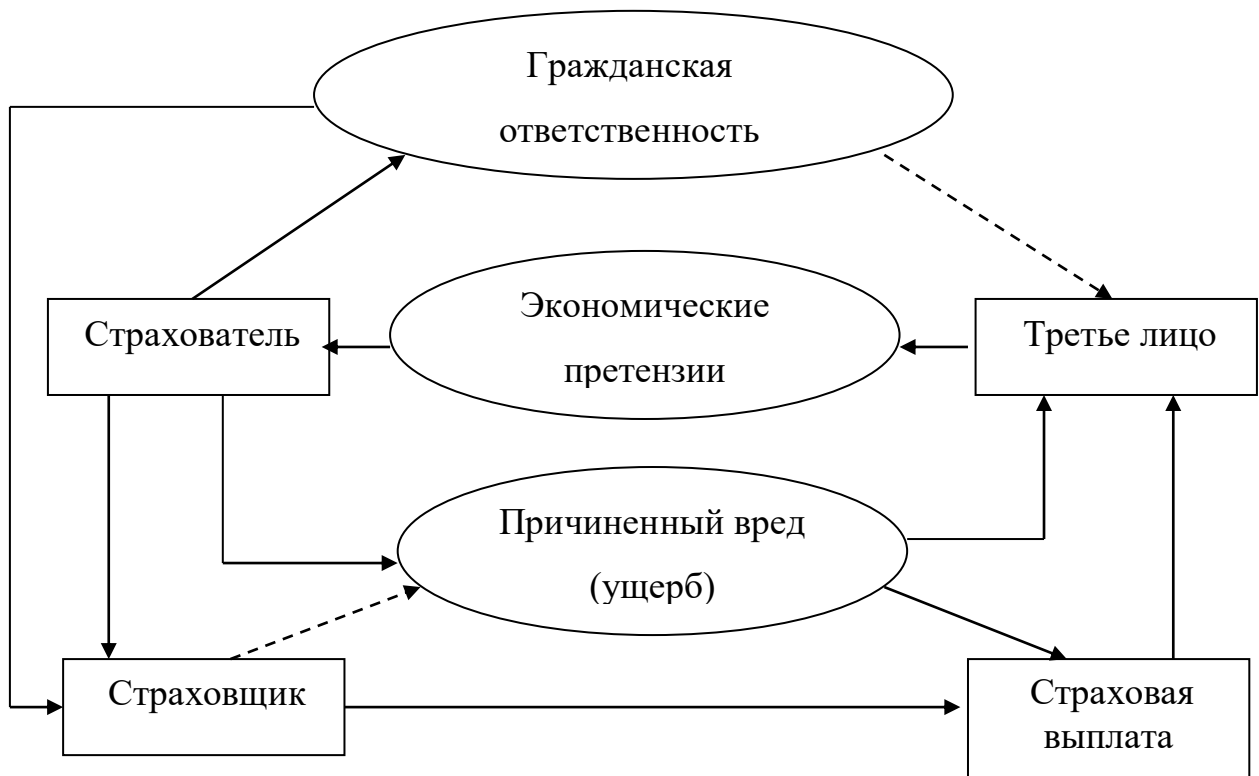 Гражданская
ответственность
Экономические
претензии
Страхователь
Третье лицо
Причиненный вред
(ущерб)
Страховщик
Страховая
выплата